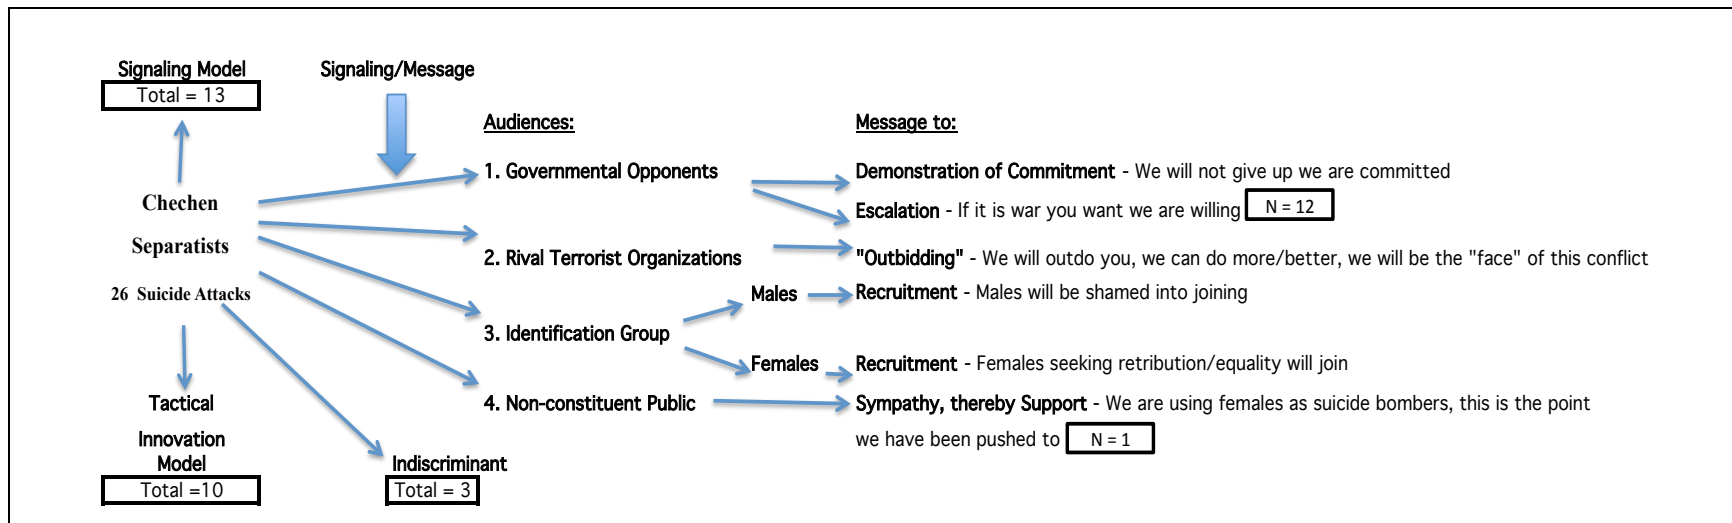 Signaling Model
Total = 13
Signaling/Message
Audiences:
Message to:
1. Governmental Opponents
Demonstration of Commitment - We will not give up we are committed
Chechen
Separatists
26 Suicide Attacks
Escalation - If it is war you want we are willing
N = 12
2. Rival Terrorist Organizations
"Outbidding" - We will outdo you, we can do more/better, we will be the "face" of this conflict
Males
Recruitment - Males will be shamed into joining
3. Identification Group
Females
Recruitment - Females seeking retribution/equality will join
4. Non-constituent Public
Sympathy, thereby Support - We are using females as suicide bombers, this is the point
we have been pushed to
N = 1
Tactical
Innovation
Model
Total =10
Indiscriminant
Total = 3